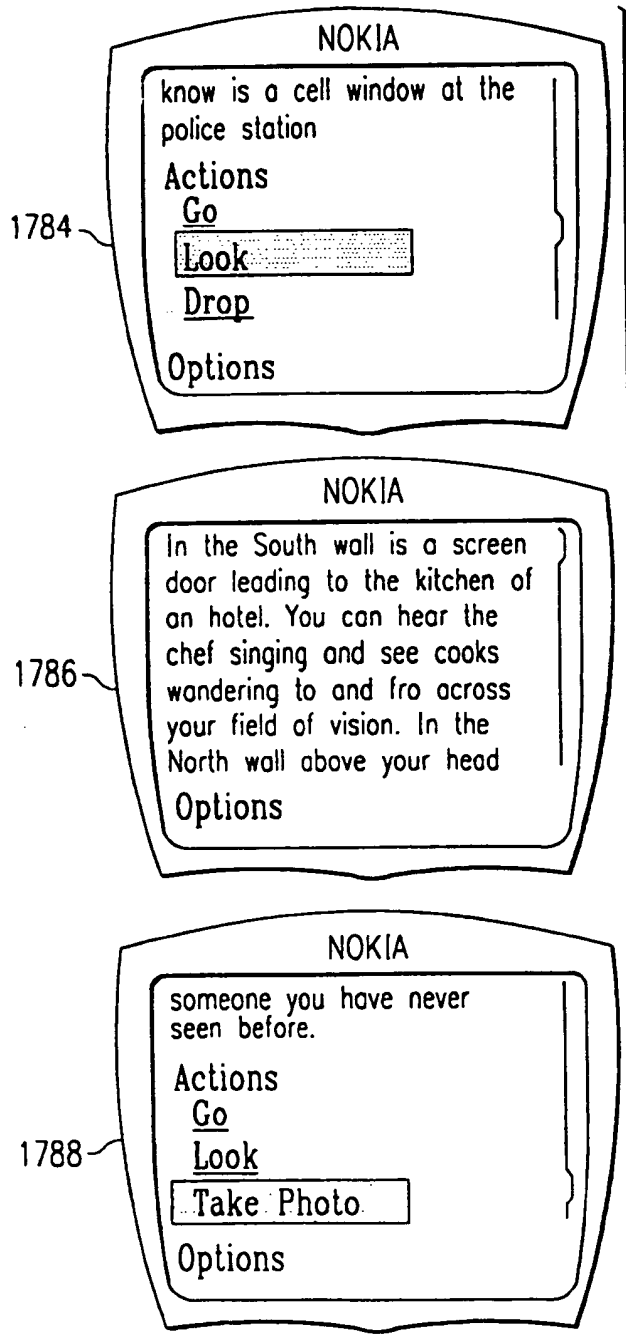 NOKIA
know is a cell window at the
police station
Actions
Go
1784
Look
Drop
Options
NOKIA
In the South wall is a screen
door leading to the kitchen of
an hotel. You can hear the
chef singing and see cooks
1786
wandering to and fro across
your field of vision. In the
North wall above your head
Options
NOKIA
someone you have never
seen before.
Actions
Go
1788
Look
Take Photo
Options